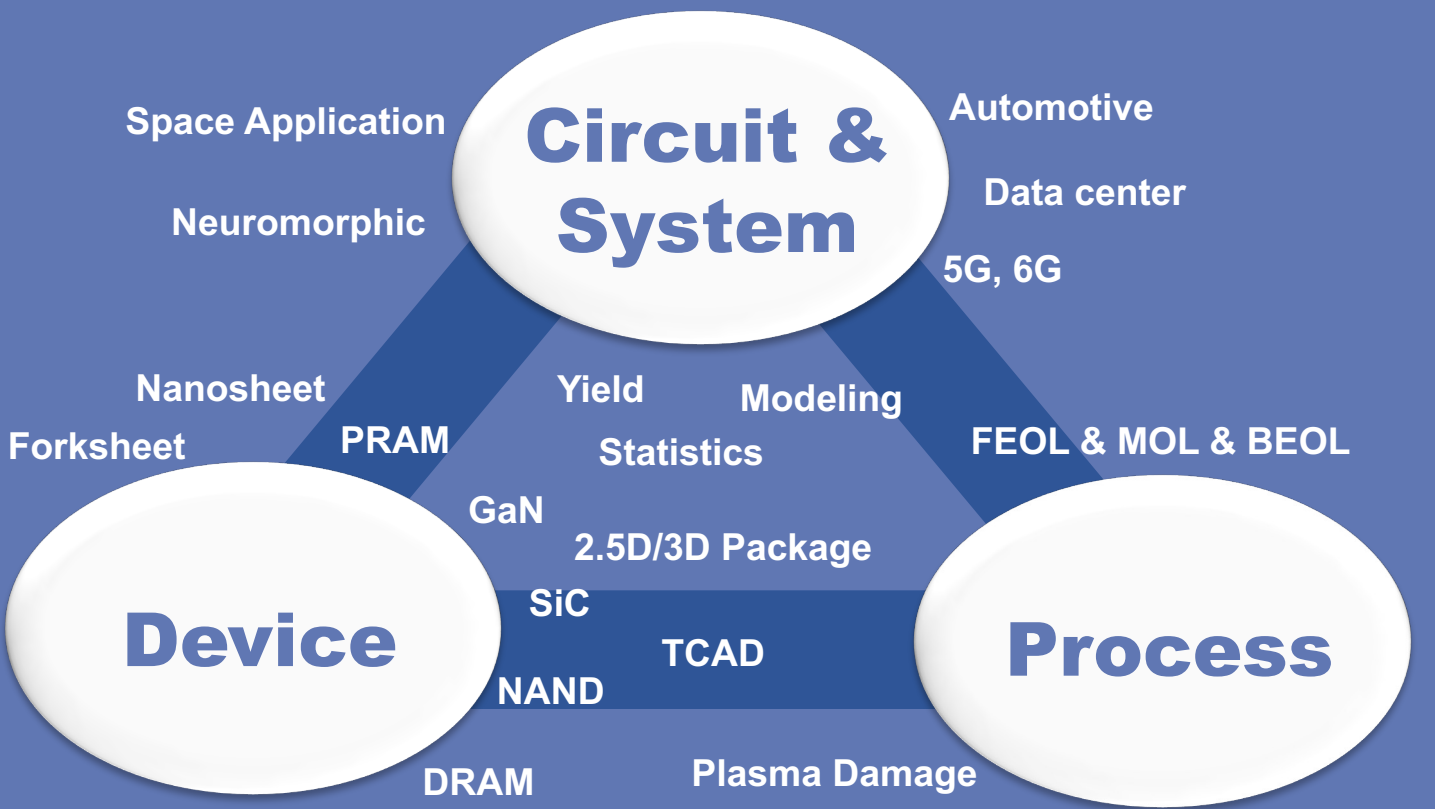 Space Application
Circuit &
System
Automotive
Data center
Neuromorphic
5G, 6G
Nanosheet
Yield
Modeling
Forksheet
PRAM
Statistics
FEOL & MOL & BEOL
GaN
2.5D/3D Package
SiC
Device
TCAD
Process
NAND
DRAM
Plasma Damage